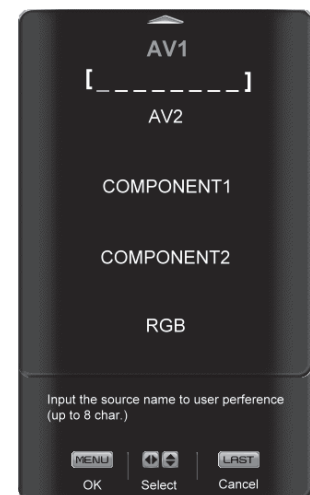 AV1
[_ _ _ _ _ _ _ _]
AV2
COMPONENT1
COMPONENT2
RGB
Input the source name to user perference
(up to 8 char.)
MENU LAST
OK Select Cancel